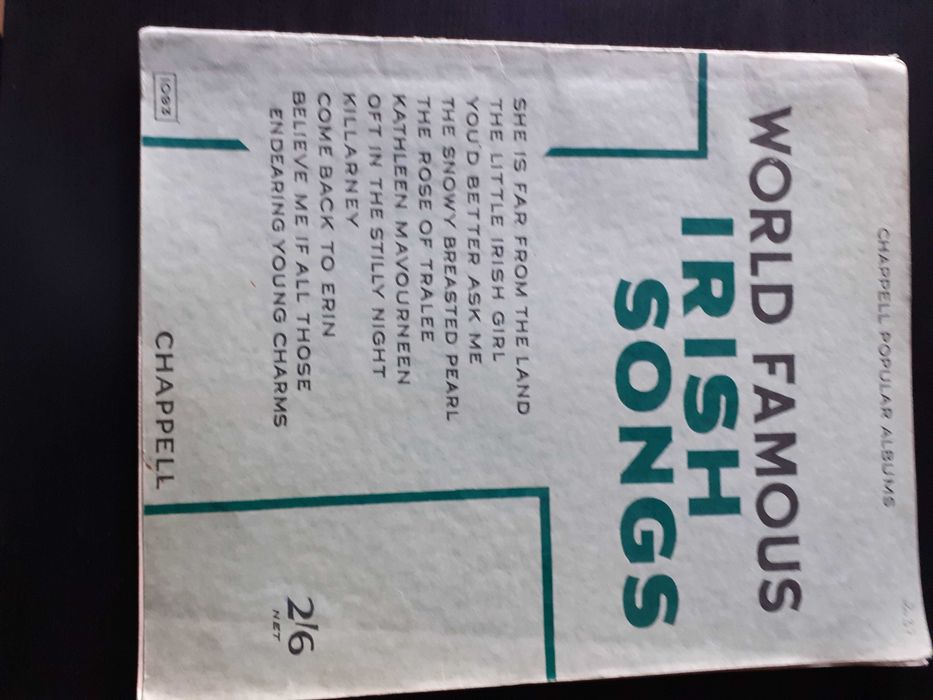 CHAPPELL POPULAR ALBUMS
WORLD FAMOUS
IRISH
SONGS
SHE IS FAR FROM THE LAND
THE LITTLE IRISH GIRL
YOU'D BETTER ASK ME
THE SNOWY BREASTED PEARL
THE ROSE OF TRALEE
KATHLEEN MAVOURNEEN
OFT IN THE STILLY NIGHT
KILLARNEY
COME BACK TO ERIN
BELIEVE ME IF ALL THOSE
ENDEARING YOUNG CHARMS
2/6
NET
1093
CHAPPELL